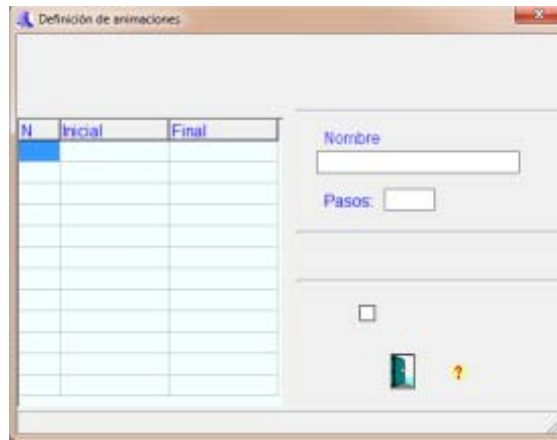 Definición de animaciones
N Inicial Final
Nombre
Pasos:
?